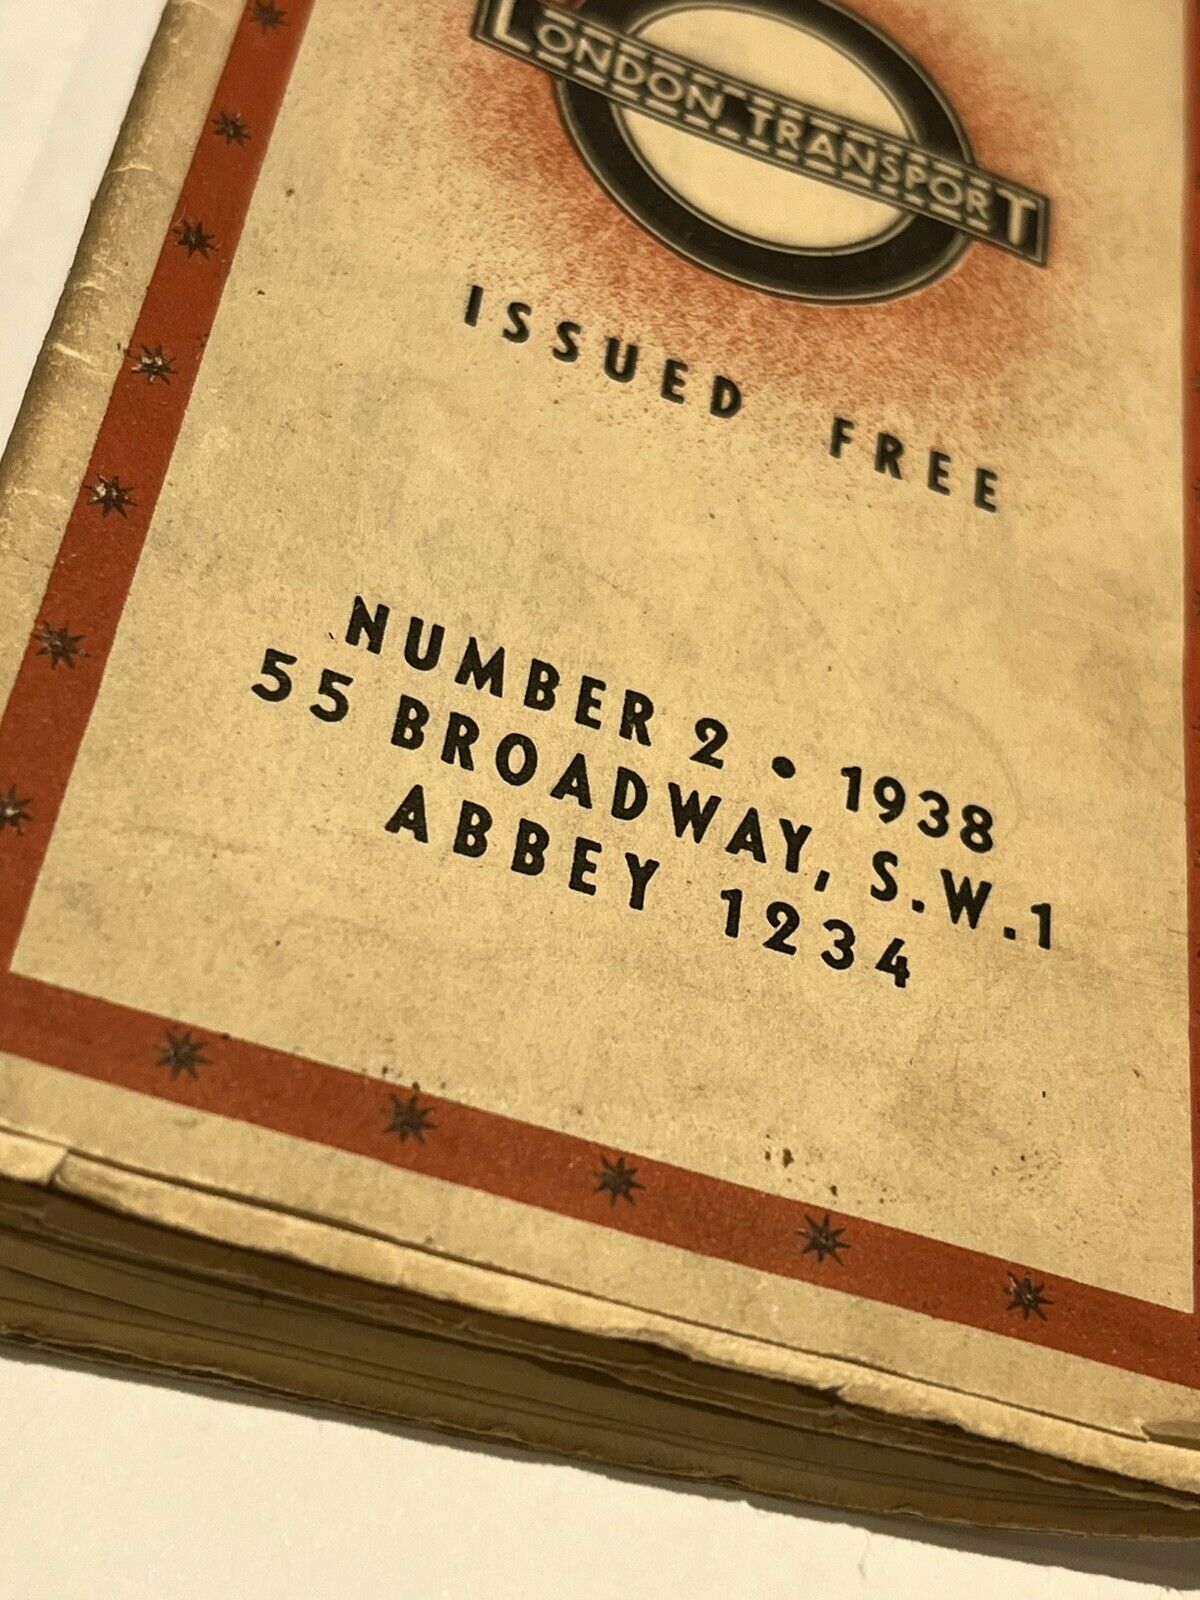 LONDON TRANSPORT
ISSUED FREE
NUMBER 2 • 1938
55 BROADWAY, S.W.1
ABBEY 1234